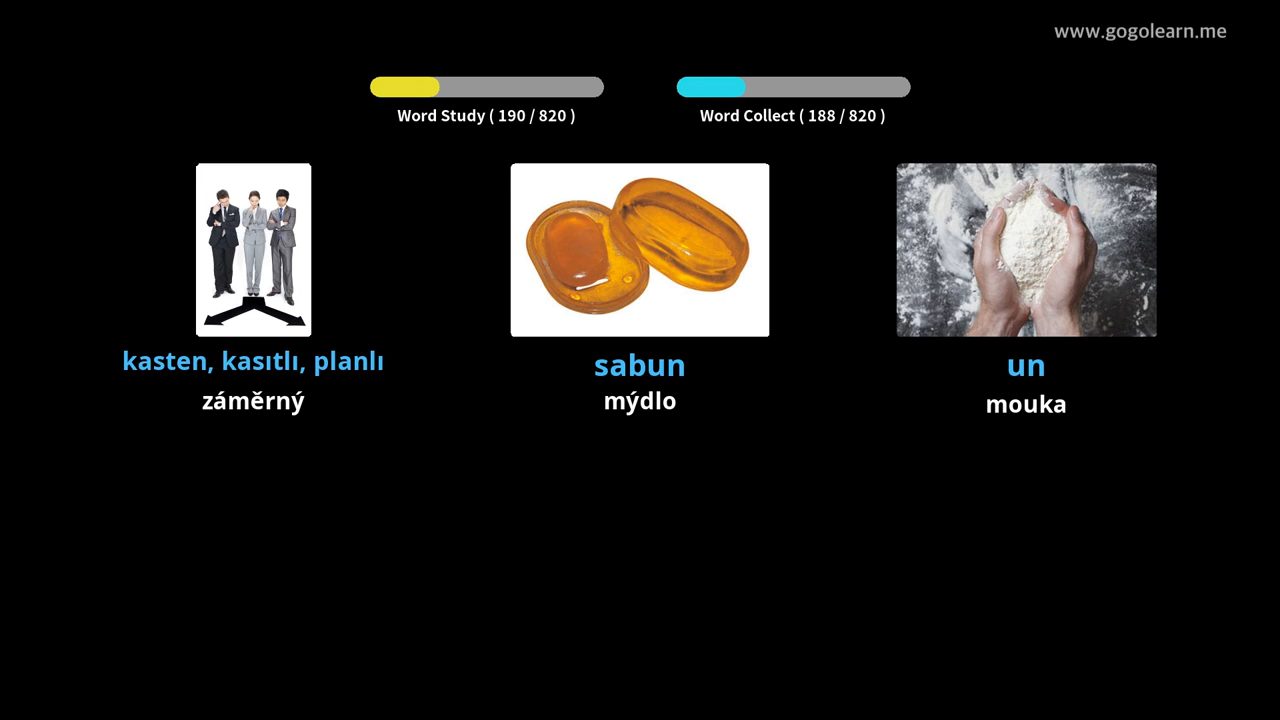 www.gogolearn.me
Word Study ( 190 / 820 )
Word Collect ( 188 / 820 )
kasten, kasıtlı, planlı
záměrný
sabun
mýdlo
un
mouka